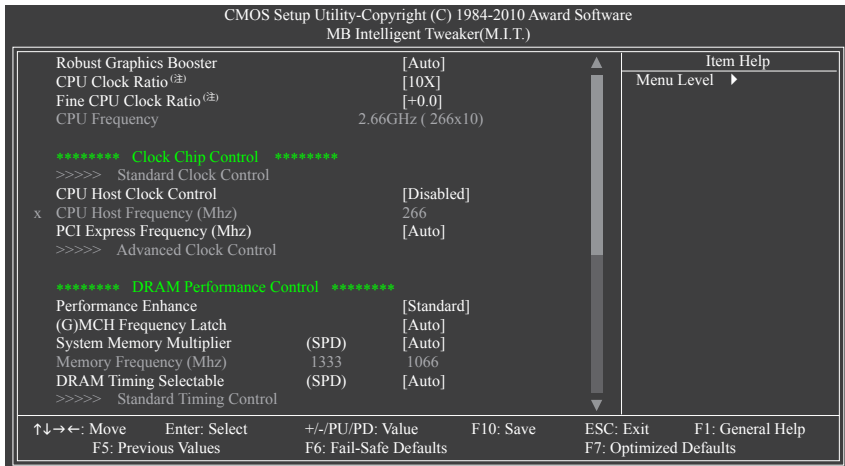 CMOS Setup Utility-Copyright (C) 1984-2010 Award Software
MB Intelligent Tweaker(M.I.T.)
Robust Graphics Booster [Auto]
CPU Clock Ratio (注) [10X]
Fine CPU Clock Ratio (注) [+0.0]
CPU Frequency 2.66GHz ( 266x10)
******** Clock Chip Control ********
>>>>> Standard Clock Control
CPU Host Clock Control [Disabled]
x CPU Host Frequency (Mhz) 266
PCI Express Frequency (Mhz) [Auto]
>>>>> Advanced Clock Control
******** DRAM Performance Control ********
Performance Enhance [Standard]
(G)MCH Frequency Latch [Auto]
System Memory Multiplier (SPD) [Auto]
Memory Frequency (Mhz) 1333 1066
DRAM Timing Selectable (SPD) [Auto]
>>>>> Standard Timing Control
Item Help
Menu Level ▶
↑↓→←: Move Enter: Select +/-/PU/PD: Value F10: Save ESC: Exit F1: General Help
F5: Previous Values F6: Fail-Safe Defaults F7: Optimized Defaults